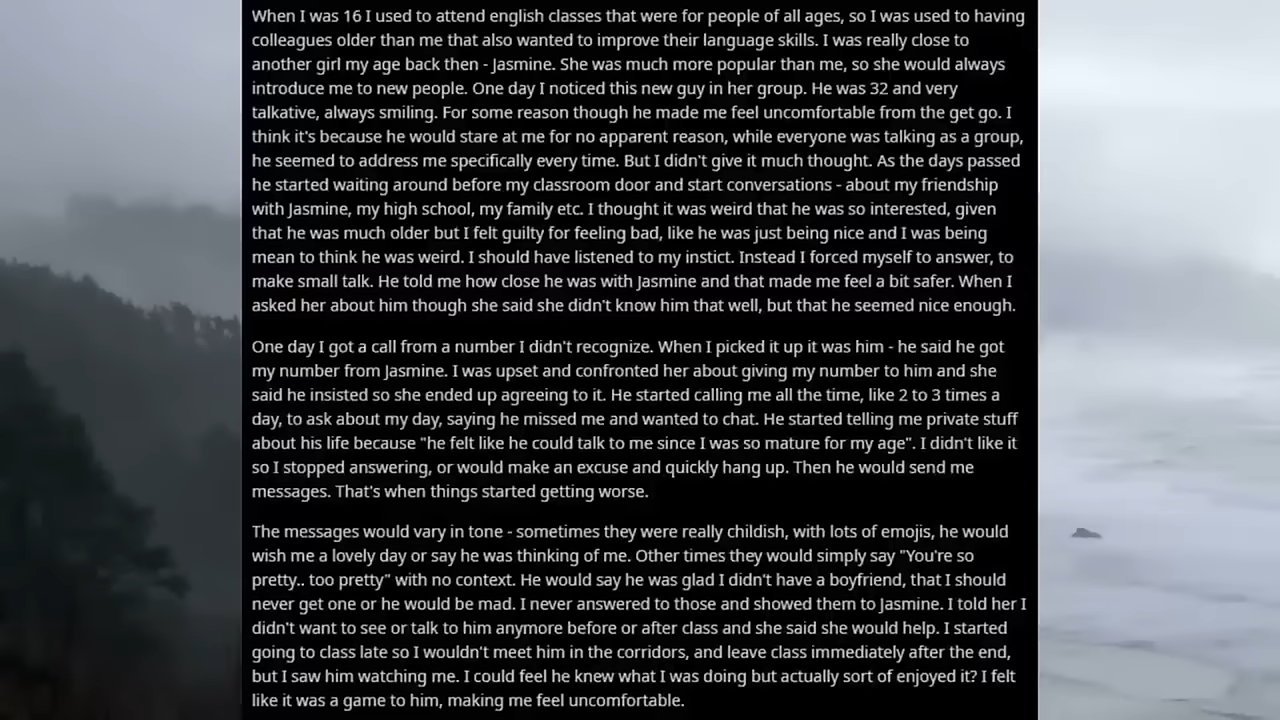 When I was 16 I used to attend english classes that were for people of all ages, so I was used to having
colleagues older than me that also wanted to improve their language skills. I was really close to
another girl my age back then - Jasmine. She was much more popular than me, so she would always
introduce me to new people. One day I noticed this new guy in her group. He was 32 and very
talkative, always smiling. For some reason though he made me feel uncomfortable from the get go. I
think it's because he would stare at me for no apparent reason, while everyone was talking as a group,
he seemed to address me specifically every time. But I didn't give it much thought. As the days passed
he started waiting around before my classroom door and start conversations - about my friendship
with Jasmine, my high school, my family etc. I thought it was weird that he was so interested, given
that he was much older but I felt guilty for feeling bad, like he was just being nice and I was being
mean to think he was weird. I should have listened to my instict. Instead I forced myself to answer, to
make small talk. He told me how close he was with Jasmine and that made me feel a bit safer. When I
asked her about him though she said she didn't know him that well, but that he seemed nice enough.
One day I got a call from a number I didn't recognize. When I picked it up it was him - he said he got
my number from Jasmine. I was upset and confronted her about giving my number to him and she
said he insisted so she ended up agreeing to it. He started calling me all the time, like 2 to 3 times a
day, to ask about my day, saying he missed me and wanted to chat. He started telling me private stuff
about his life because "he felt like he could talk to me since I was so mature for my age". I didn't like it
so I stopped answering, or would make an excuse and quickly hang up. Then he would send me
messages. That's when things started getting worse.
The messages would vary in tone - sometimes they were really childish, with lots of emojis, he would
wish me a lovely day or say he was thinking of me. Other times they would simply say "You're so
pretty.. too pretty" with no context. He would say he was glad I didn't have a boyfriend, that I should
never get one or he would be mad. I never answered to those and showed them to Jasmine. I told her I
didn't want to see or talk to him anymore before or after class and she said she would help. I started
going to class late so I wouldn't meet him in the corridors, and leave class immediately after the end,
but I saw him watching me. I could feel he knew what I was doing but actually sort of enjoyed it? I felt
like it was a game to him, making me feel uncomfortable.